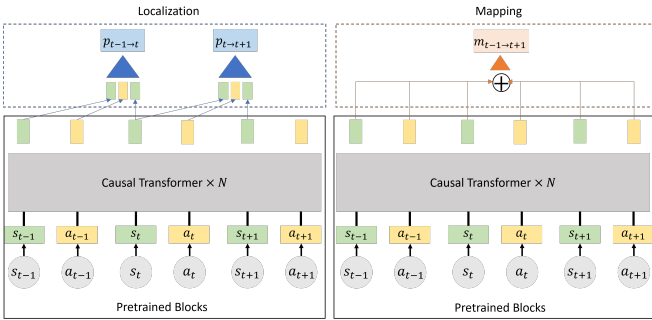 Localization
Mapping
p_{t-1→t}
p_{t→t+1}
m_{t-1→t+1}
+
Causal Transformer × N
Causal Transformer × N
s_{t-1} a_{t-1} s_t a_t s_{t+1} a_{t+1}
s_{t-1} a_{t-1} s_t a_t s_{t+1} a_{t+1}
s_{t-1} a_{t-1} s_t a_t s_{t+1} a_{t+1}
s_{t-1} a_{t-1} s_t a_t s_{t+1} a_{t+1}
Pretrained Blocks
Pretrained Blocks